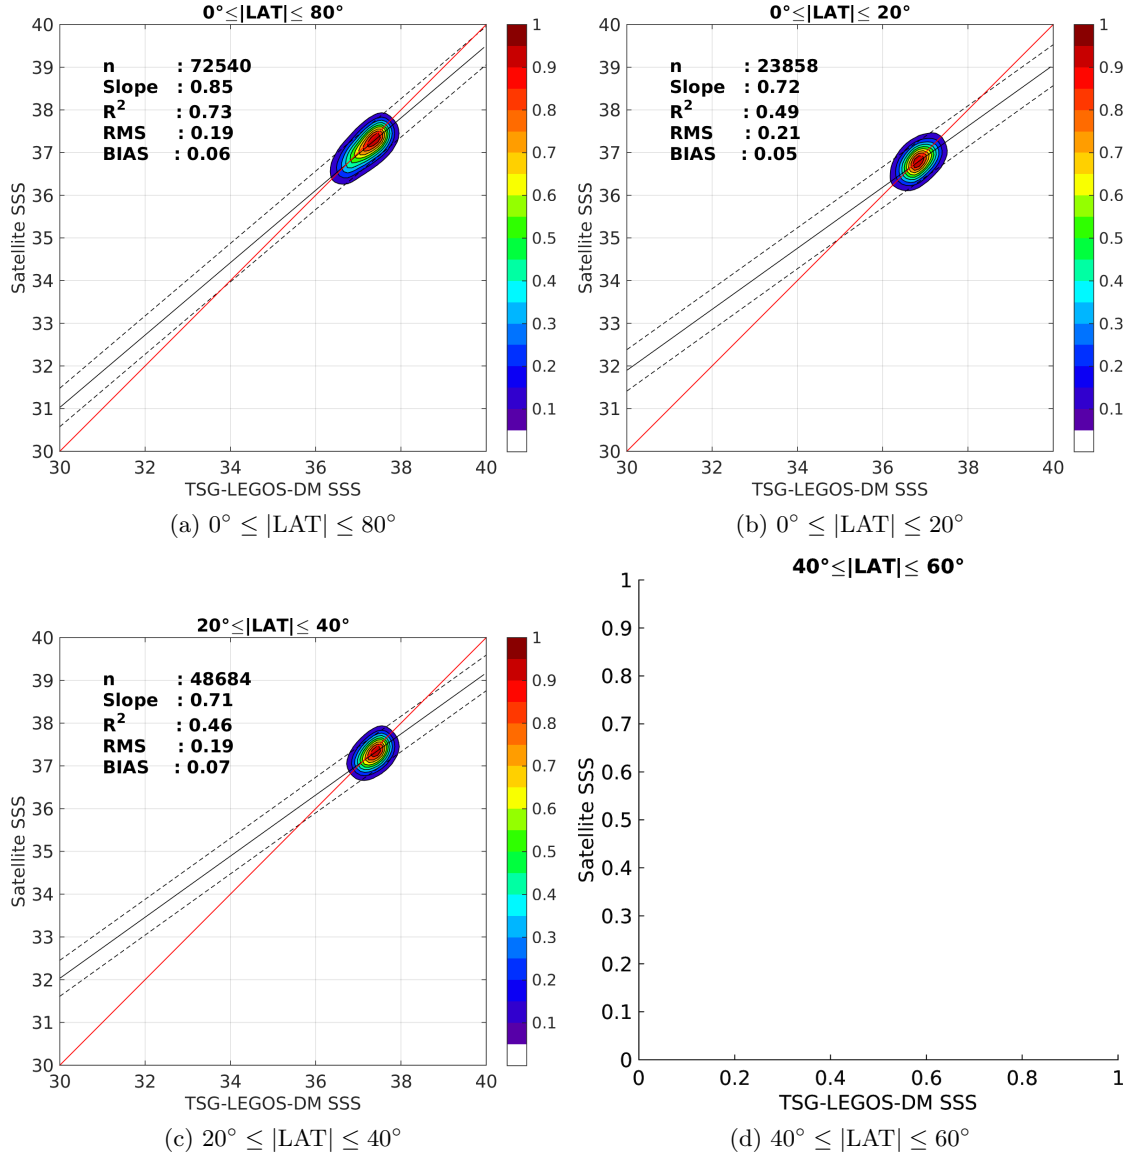 0°≤|LAT|≤ 80°
40
39
38
37
36
35
34
33
32
31
30
n : 72540
Slope : 0.85
R2 : 0.73
RMS : 0.19
BIAS : 0.06
Satellite SSS
30 32 34 36 38 40
TSG-LEGOS-DM SSS
1
0.9
0.8
0.7
0.6
0.5
0.4
0.3
0.2
0.1
(a) 0° ≤ |LAT| ≤ 80°
0°≤|LAT|≤ 20°
40
39
38
37
36
35
34
33
32
31
30
n : 23858
Slope : 0.72
R2 : 0.49
RMS : 0.21
BIAS : 0.05
Satellite SSS
30 32 34 36 38 40
TSG-LEGOS-DM SSS
1
0.9
0.8
0.7
0.6
0.5
0.4
0.3
0.2
0.1
(b) 0° ≤ |LAT| ≤ 20°
20°≤|LAT|≤ 40°
40
39
38
37
36
35
34
33
32
31
30
n : 48684
Slope : 0.71
R2 : 0.46
RMS : 0.19
BIAS : 0.07
Satellite SSS
30 32 34 36 38 40
TSG-LEGOS-DM SSS
1
0.9
0.8
0.7
0.6
0.5
0.4
0.3
0.2
0.1
(c) 20° ≤ |LAT| ≤ 40°
40°≤|LAT|≤ 60°
1
0.9
0.8
0.7
0.6
0.5
0.4
0.3
0.2
0.1
0
Satellite SSS
0 0.2 0.4 0.6 0.8 1
TSG-LEGOS-DM SSS
(d) 40° ≤ |LAT| ≤ 60°